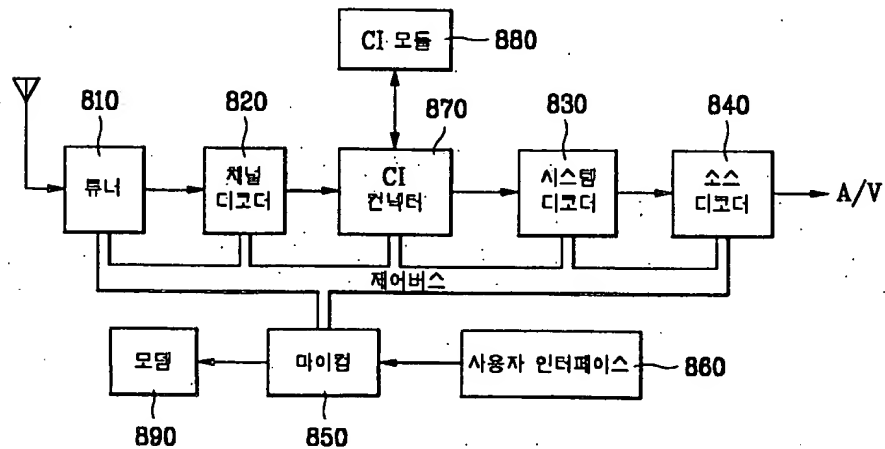 CI 모듈
880
810
820
870
830
840
튜너
채널
디코더
CI
컨넥터
시스템
디코더
소스
디코더
A/V
제어버스
모뎀
마이컴
사용자 인터페이스
860
890
850